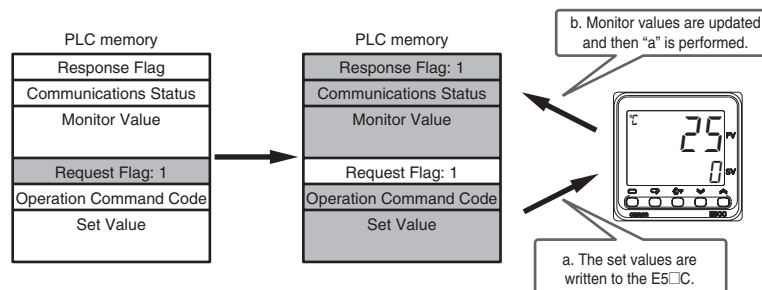 PLC memory
Response Flag
Communications Status
Monitor Value
Request Flag: 1
Operation Command Code
Set Value
PLC memory
Response Flag: 1
Communications Status
Monitor Value
Request Flag: 1
Operation Command Code
Set Value
b. Monitor values are updated
and then “a” is performed.
°C
25
PV
0
SV
omron
a. The set values are
written to the E5□C.